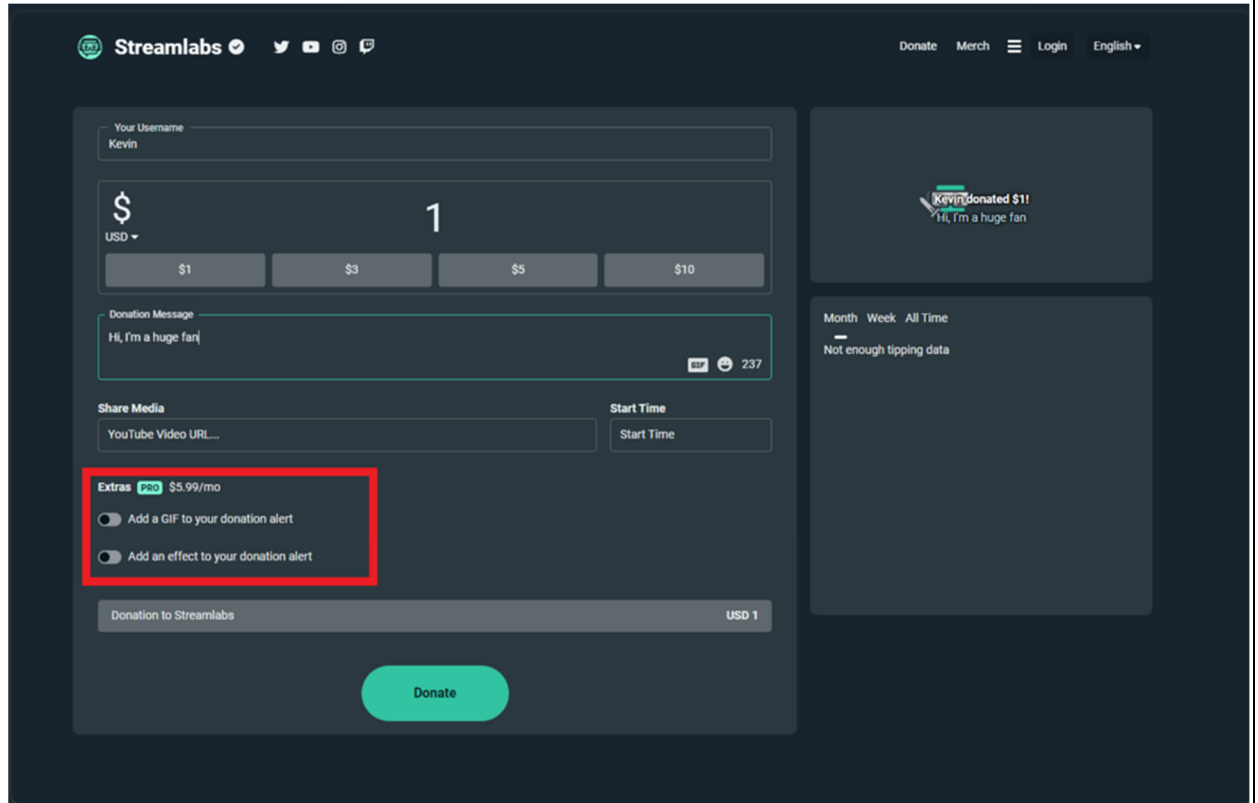 Streamlabs
Donate Merch Login English
Your Username
Kevin
$
USD
1
$1 $3 $5 $10
Donation Message
Hi, I'm a huge fan
GIF 237
Share Media Start Time
YouTube Video URL... Start Time
Extras PRO $5.99/mo
Add a GIF to your donation alert
Add an effect to your donation alert
Donation to Streamlabs USD 1
Donate
Kevin donated $1!
Hi, I'm a huge fan
Month Week All Time
Not enough tipping data